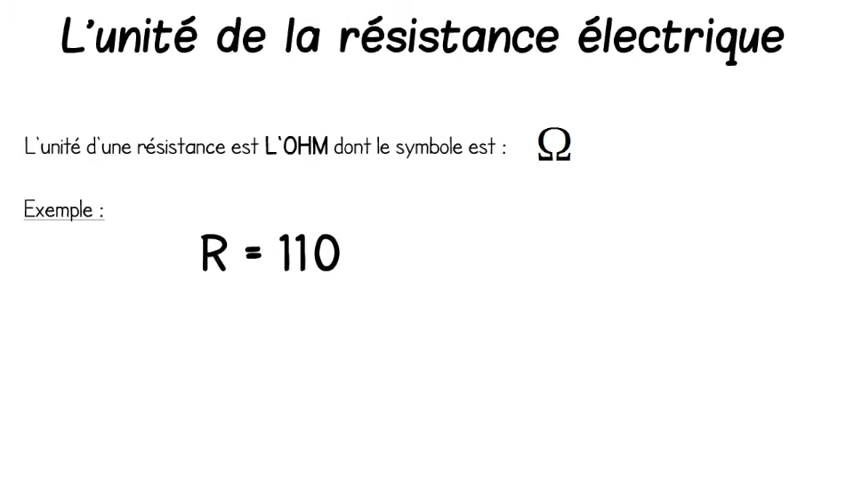 L'unité de la résistance électrique
L'unité d'une résistance est L'OHM dont le symbole est : Ω
Exemple :
R = 110